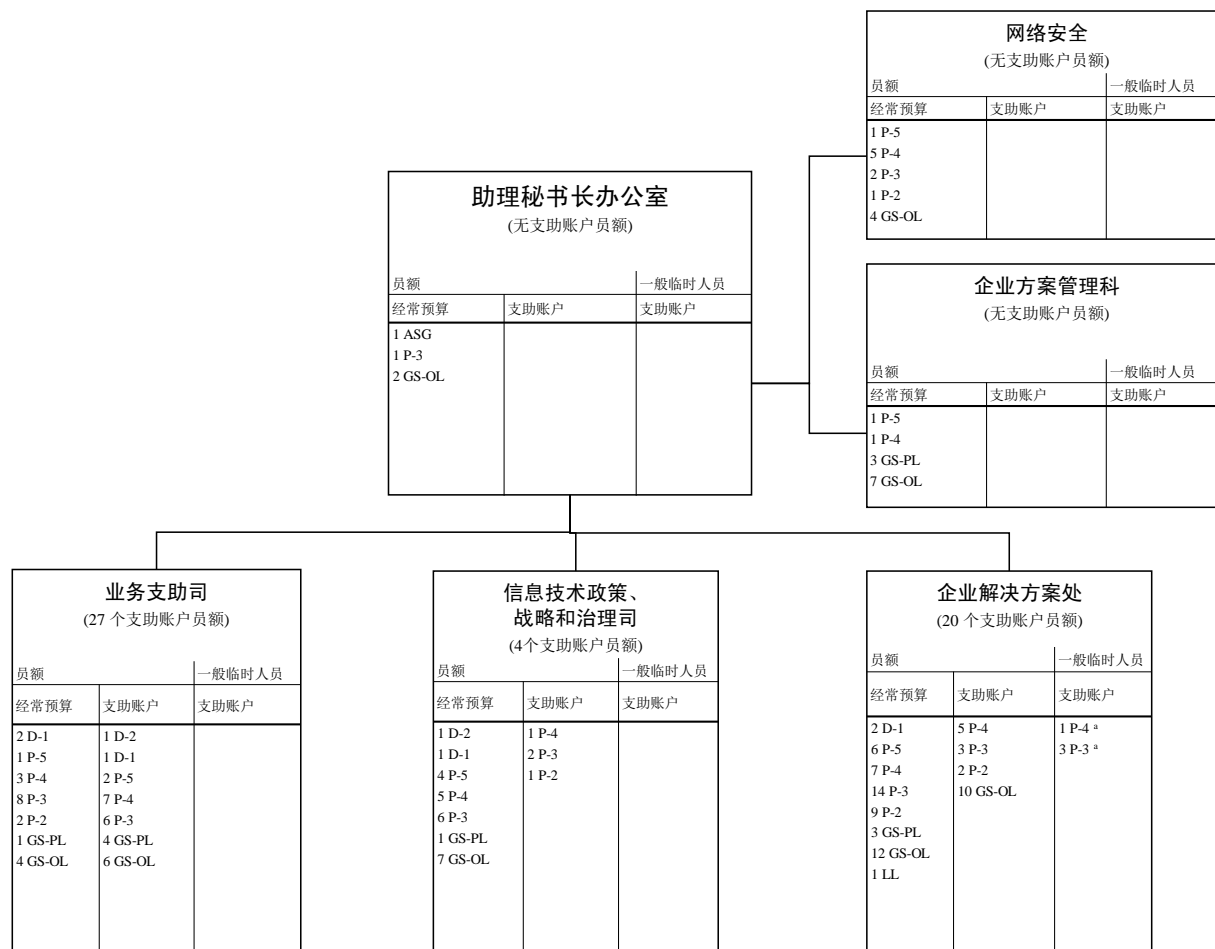 网络安全
(无支助账户员额)
员额 一般临时人员
经常预算 支助账户 支助账户
1 P-5
5 P-4
2 P-3
1 P-2
4 GS-OL
助理秘书长办公室
(无支助账户员额)
员额 一般临时人员
经常预算 支助账户 支助账户
1 ASG
1 P-3
2 GS-OL
企业方案管理科
(无支助账户员额)
员额 一般临时人员
经常预算 支助账户 支助账户
1 P-5
1 P-4
3 GS-PL
7 GS-OL
业务支助司
(27 个支助账户员额)
员额 一般临时人员
经常预算 支助账户 支助账户
2 D-1 1 D-2
1 P-5 1 D-1
3 P-4 2 P-5
8 P-3 7 P-4
2 P-2 6 P-3
1 GS-PL 4 GS-PL
4 GS-OL 6 GS-OL
信息技术政策、
战略和治理司
(4个支助账户员额)
员额 一般临时人员
经常预算 支助账户 支助账户
1 D-2 1 P-4
1 D-1 2 P-3
4 P-5 1 P-2
5 P-4
6 P-3
1 GS-PL
7 GS-OL
企业解决方案处
(20 个支助账户员额)
员额 一般临时人员
经常预算 支助账户 支助账户
2 D-1 5 P-4 1 P-4 ᵃ
6 P-5 3 P-3 3 P-3 ᵃ
7 P-4 2 P-2
14 P-3 10 GS-OL
9 P-2
3 GS-PL
12 GS-OL
1 LL